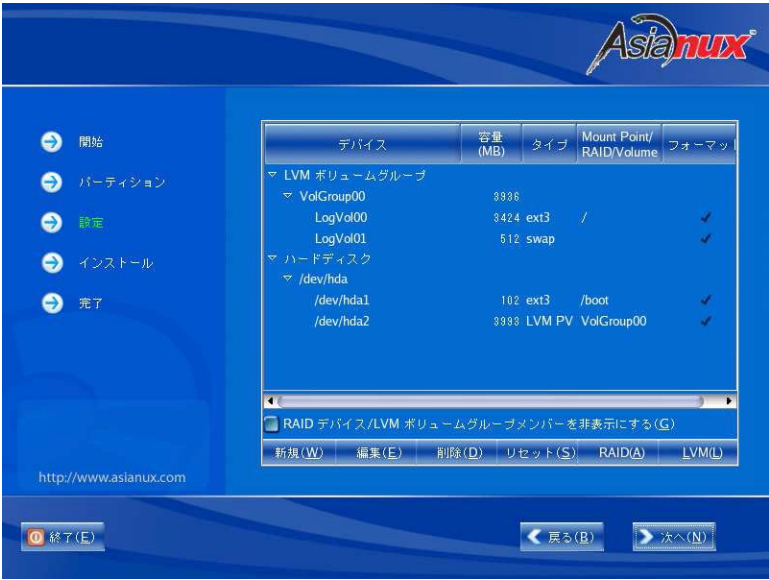 Asianux
開始
パーティション
設定
インストール
完了
http://www.asianux.com
デバイス 容量 (MB) タイプ Mount Point/ RAID/Volume フォーマッ
LVM ボリュームグループ
VolGroup00 3936
LogVol00 3424 ext3 /
LogVol01 512 swap
ハードディスク
/dev/hda
/dev/hda1 102 ext3 /boot
/dev/hda2 3993 LVM PV VolGroup00
RAID デバイス/LVM ボリュームグループメンバーを非表示にする(G)
新規(W) 編集(E) 削除(D) リセット(S) RAID(A) LVM(L)
終了(E) 戻る(B) 次へ(N)